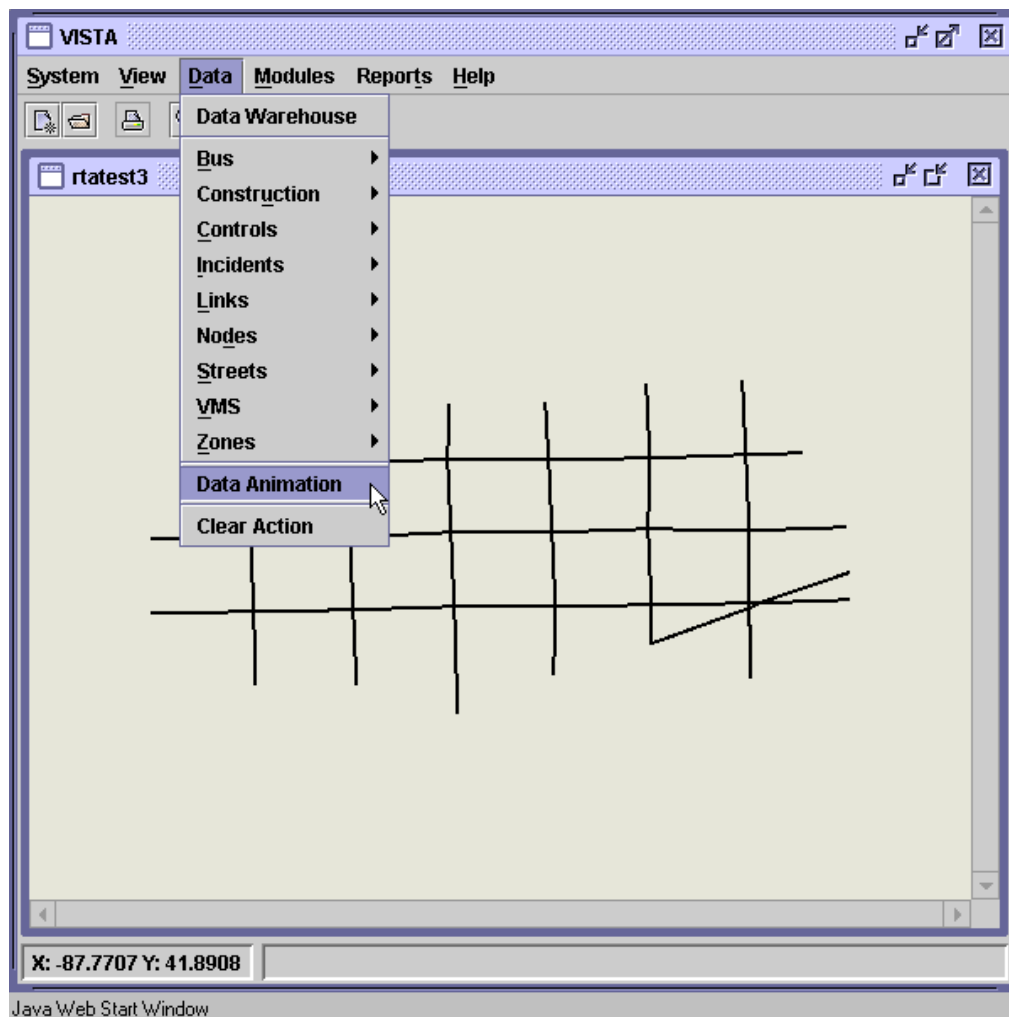 VISTA
System View Data Modules Reports Help
Data Warehouse
rtatest3
Bus
Construction
Controls
Incidents
Links
Nodes
Streets
VMS
Zones
Data Animation
Clear Action
X: -87.7707 Y: 41.8908
Java Web Start Window